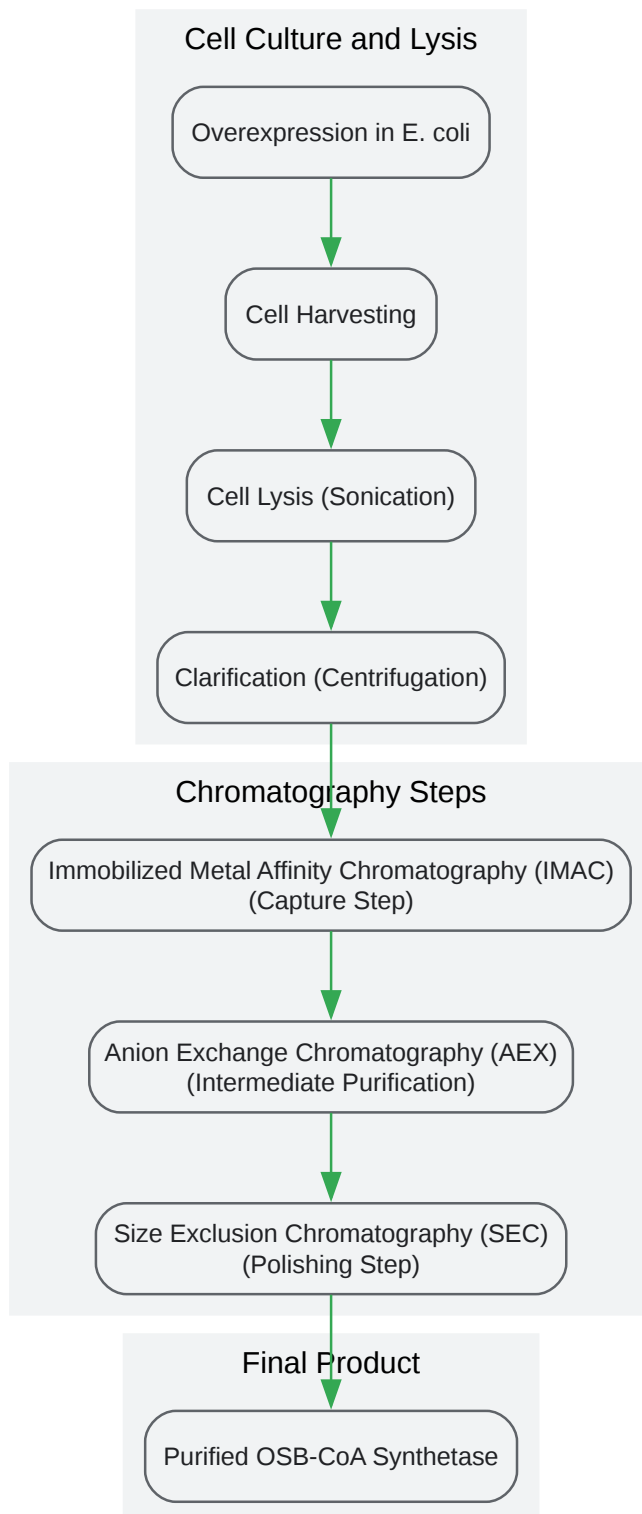 Cell Culture and Lysis
Overexpression in E. coli
Cell Harvesting
Cell Lysis (Sonication)
Clarification (Centrifugation)
Chromatography Steps
Immobilized Metal Affinity Chromatography (IMAC)
(Capture Step)
Anion Exchange Chromatography (AEX)
(Intermediate Purification)
Size Exclusion Chromatography (SEC)
(Polishing Step)
Final Product
Purified OSB-CoA Synthetase